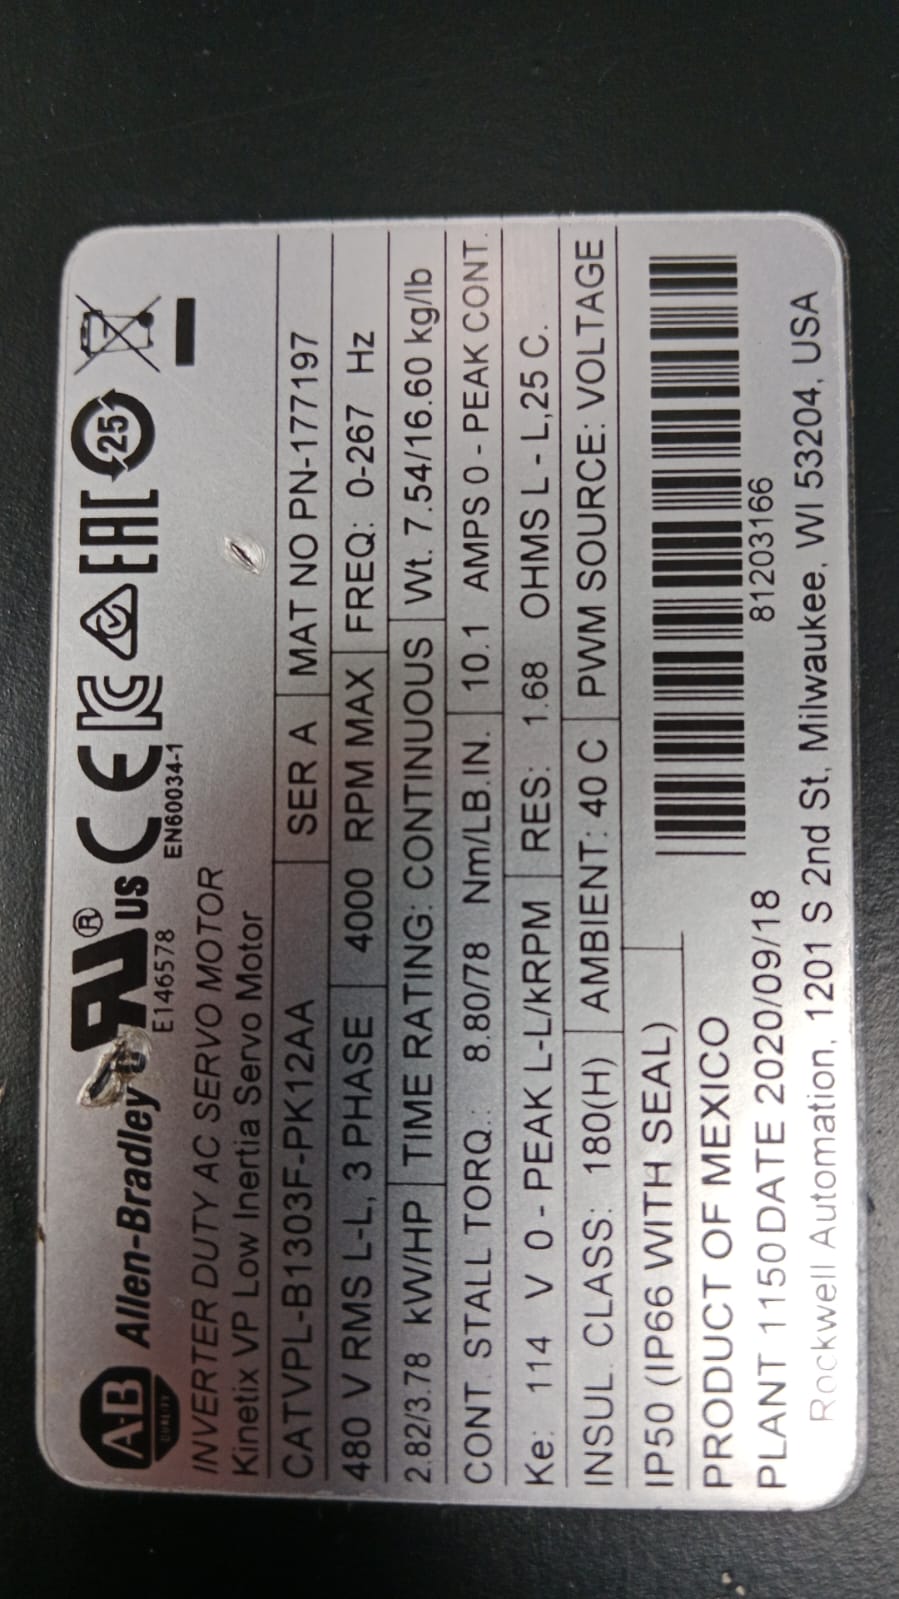 A-B
QUALITY
Allen-Bradley
RU® US CE EAC 25
E146578
EN60034-1
INVERTER DUTY AC SERVO MOTOR
Kinetix VP Low Inertia Servo Motor
CATVPL-B1303F-PK12AA SER A MAT NO PN-177197
480 V RMS L-L, 3 PHASE 4000 RPM MAX FREQ: 0-267 Hz
2.82/3.78 kW/HP TIME RATING: CONTINUOUS Wt. 7.54/16.60 kg/lb
CONT. STALL TORQ.: 8.80/78 Nm/LB.IN. 10.1 AMPS 0 - PEAK CONT.
Ke: 114 V 0 - PEAK L-L/kRPM RES: 1.68 OHMS L - L,25 C.
INSUL. CLASS: 180(H) AMBIENT: 40 C PWM SOURCE: VOLTAGE
IP50 (IP66 WITH SEAL)
PRODUCT OF MEXICO
PLANT 1150 DATE 2020/09/18
81203166
Rockwell Automation, 1201 S 2nd St, Milwaukee, WI 53204, USA